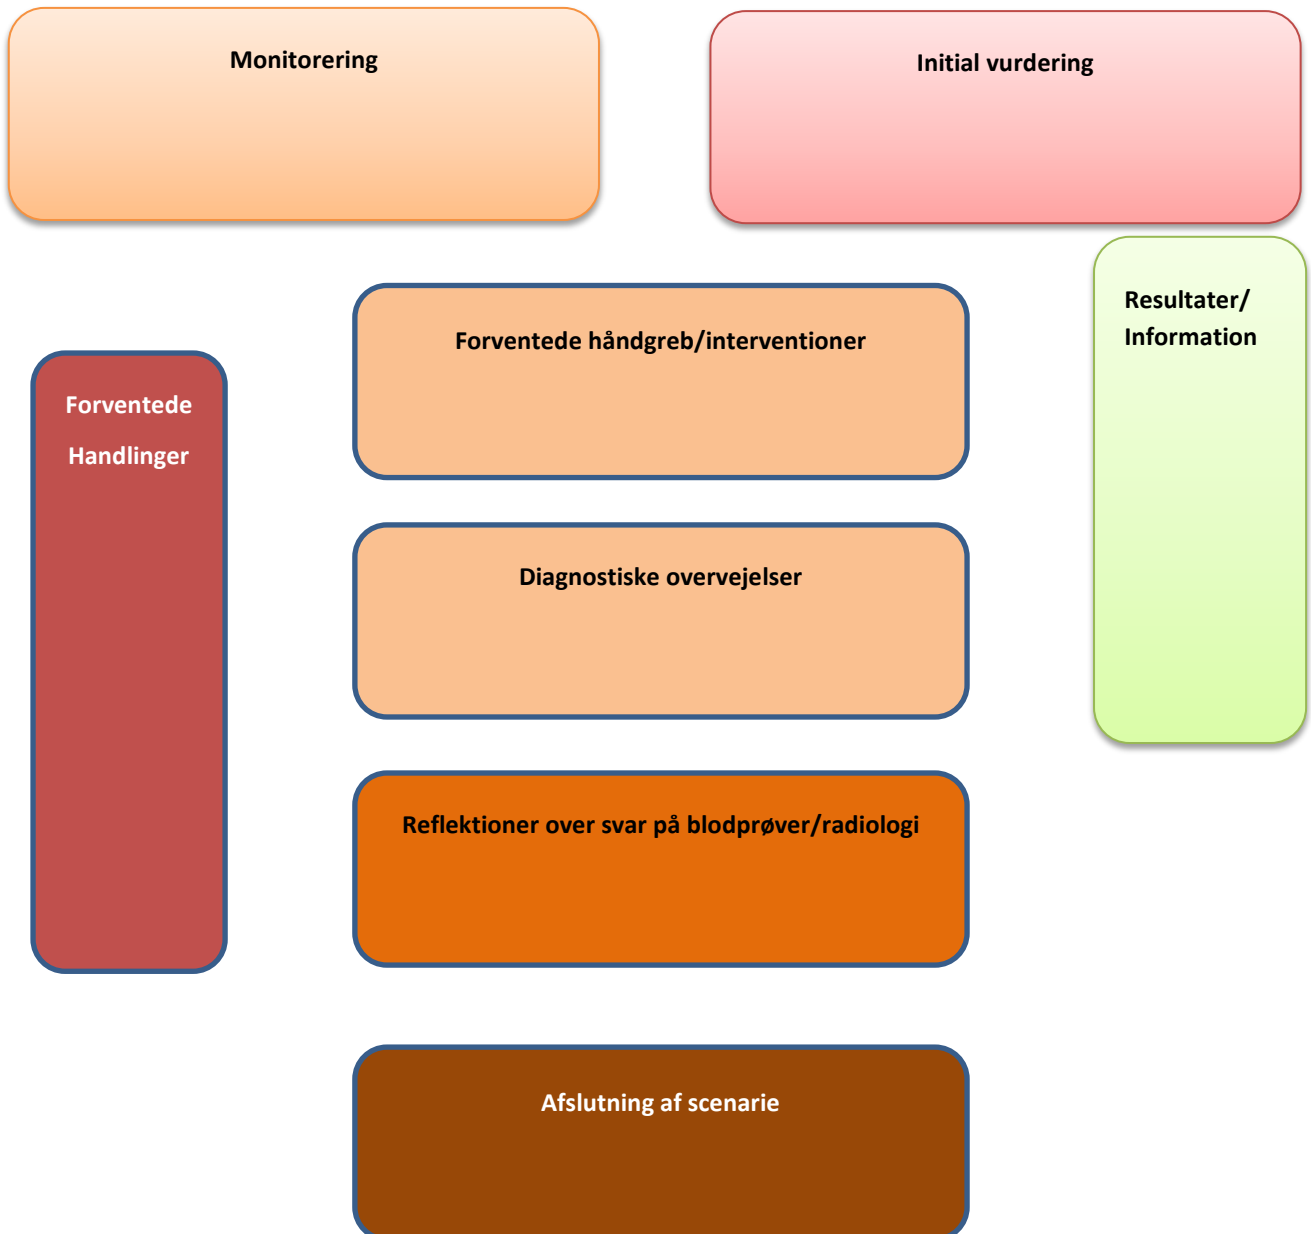 Monitorering
Initial vurdering
Resultater/
Information
Forventede håndgreb/interventioner
Forventede
Handlinger
Diagnostiske overvejelser
Reflektioner over svar på blodprøver/radiologi
Afslutning af scenarie